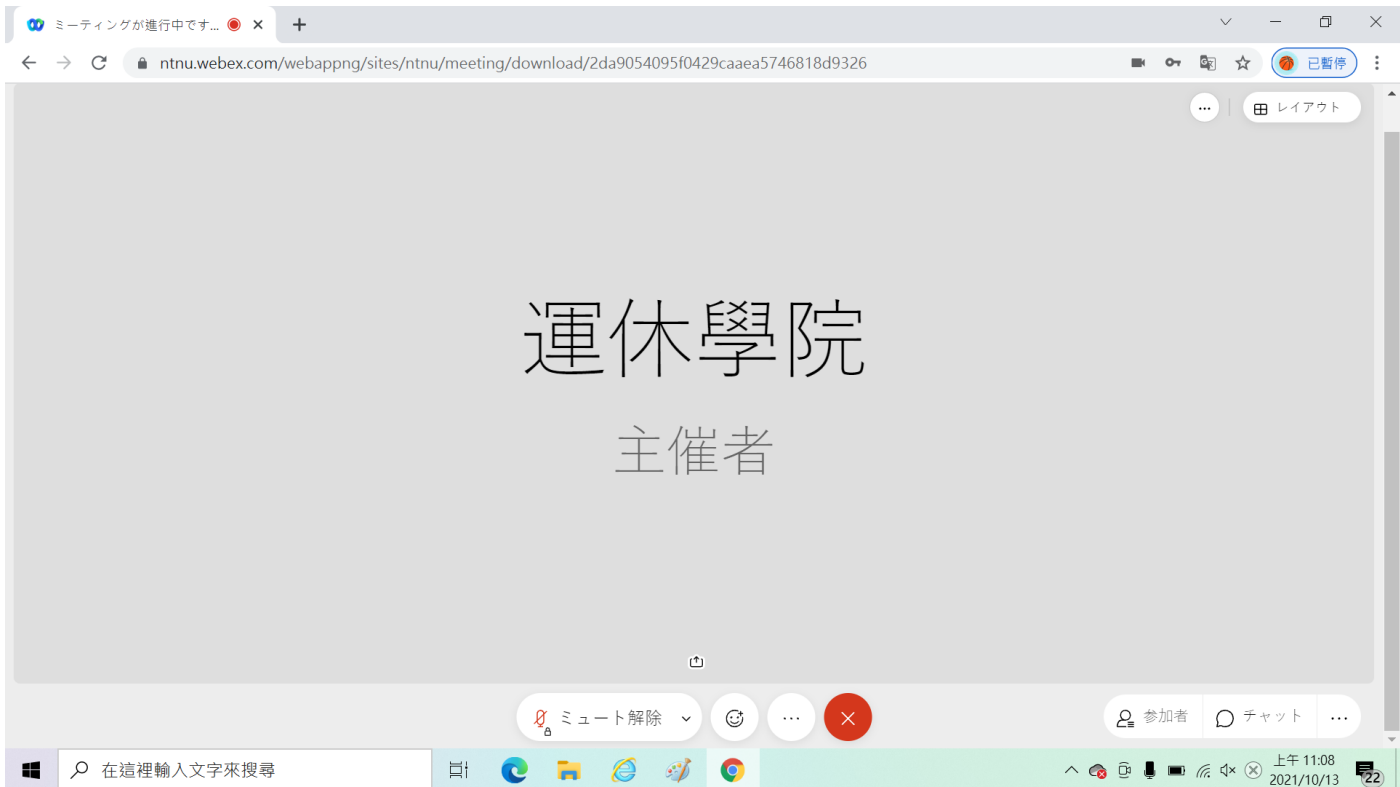 ミーティングが進行中です...
ntnu.webex.com/webappng/sites/ntnu/meeting/download/2da9054095f0429caaea5746818d9326
已暫停
レイアウト
運休學院
主催者
ミュート解除
参加者
チャット
在這裡輸入文字來搜尋
上午 11:08
2021/10/13
22